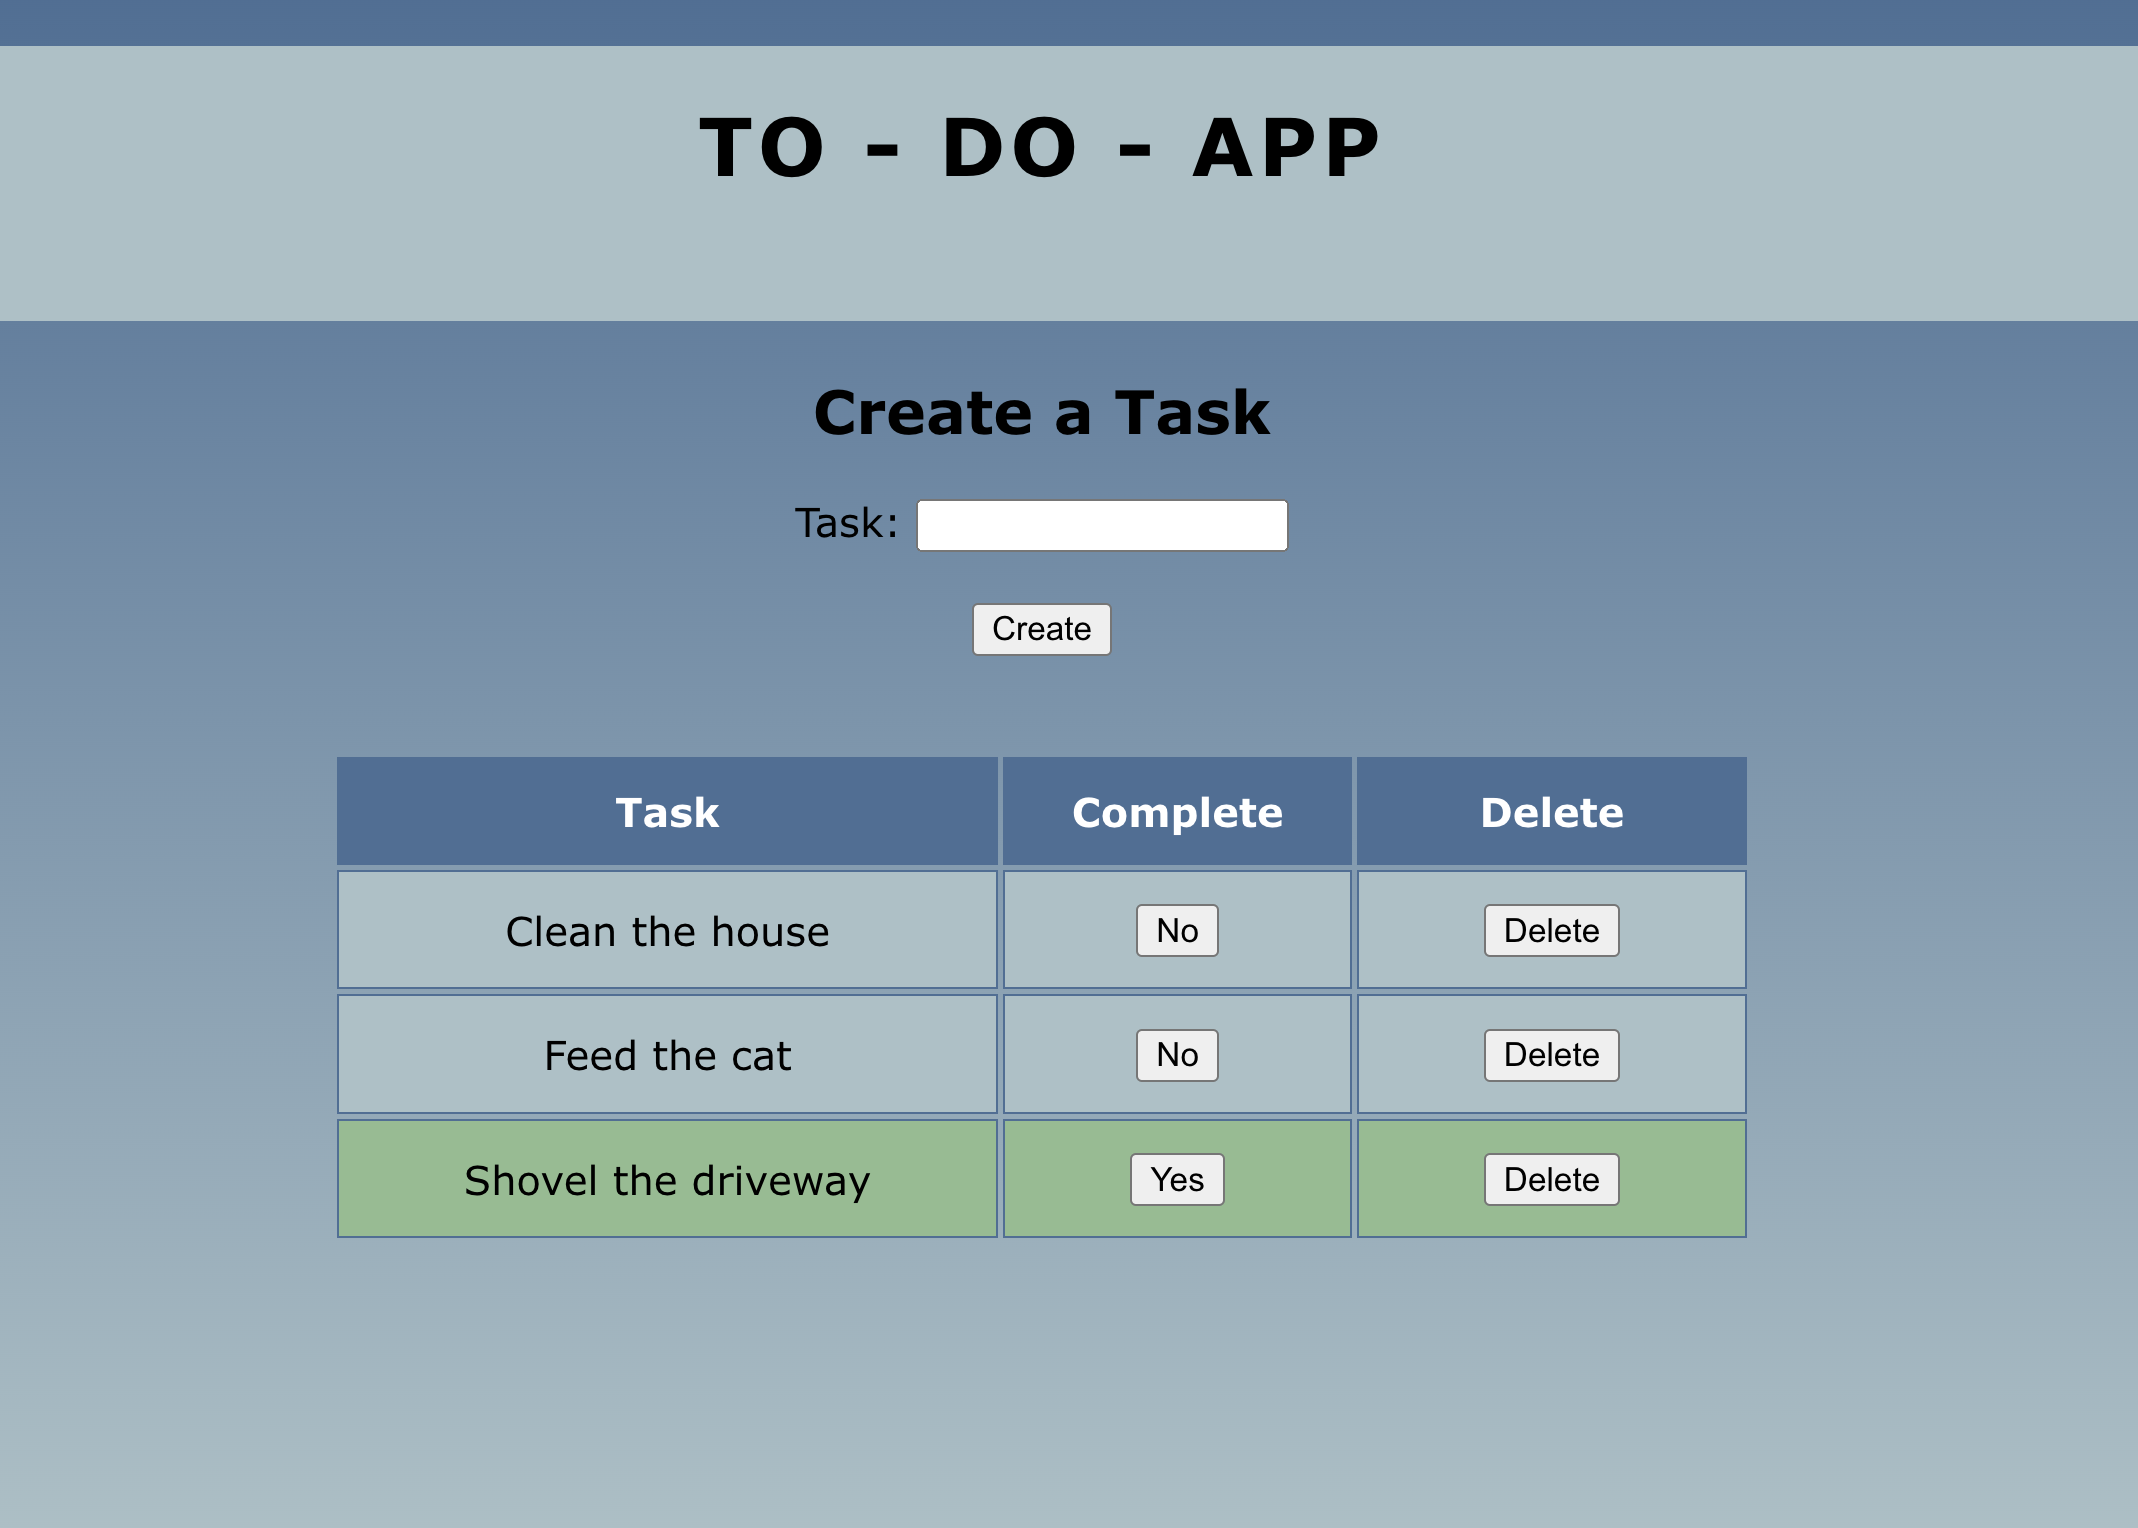 TO - DO - APP
Create a Task
Task:
Create
Task Complete Delete
Clean the house No Delete
Feed the cat No Delete
Shovel the driveway Yes Delete